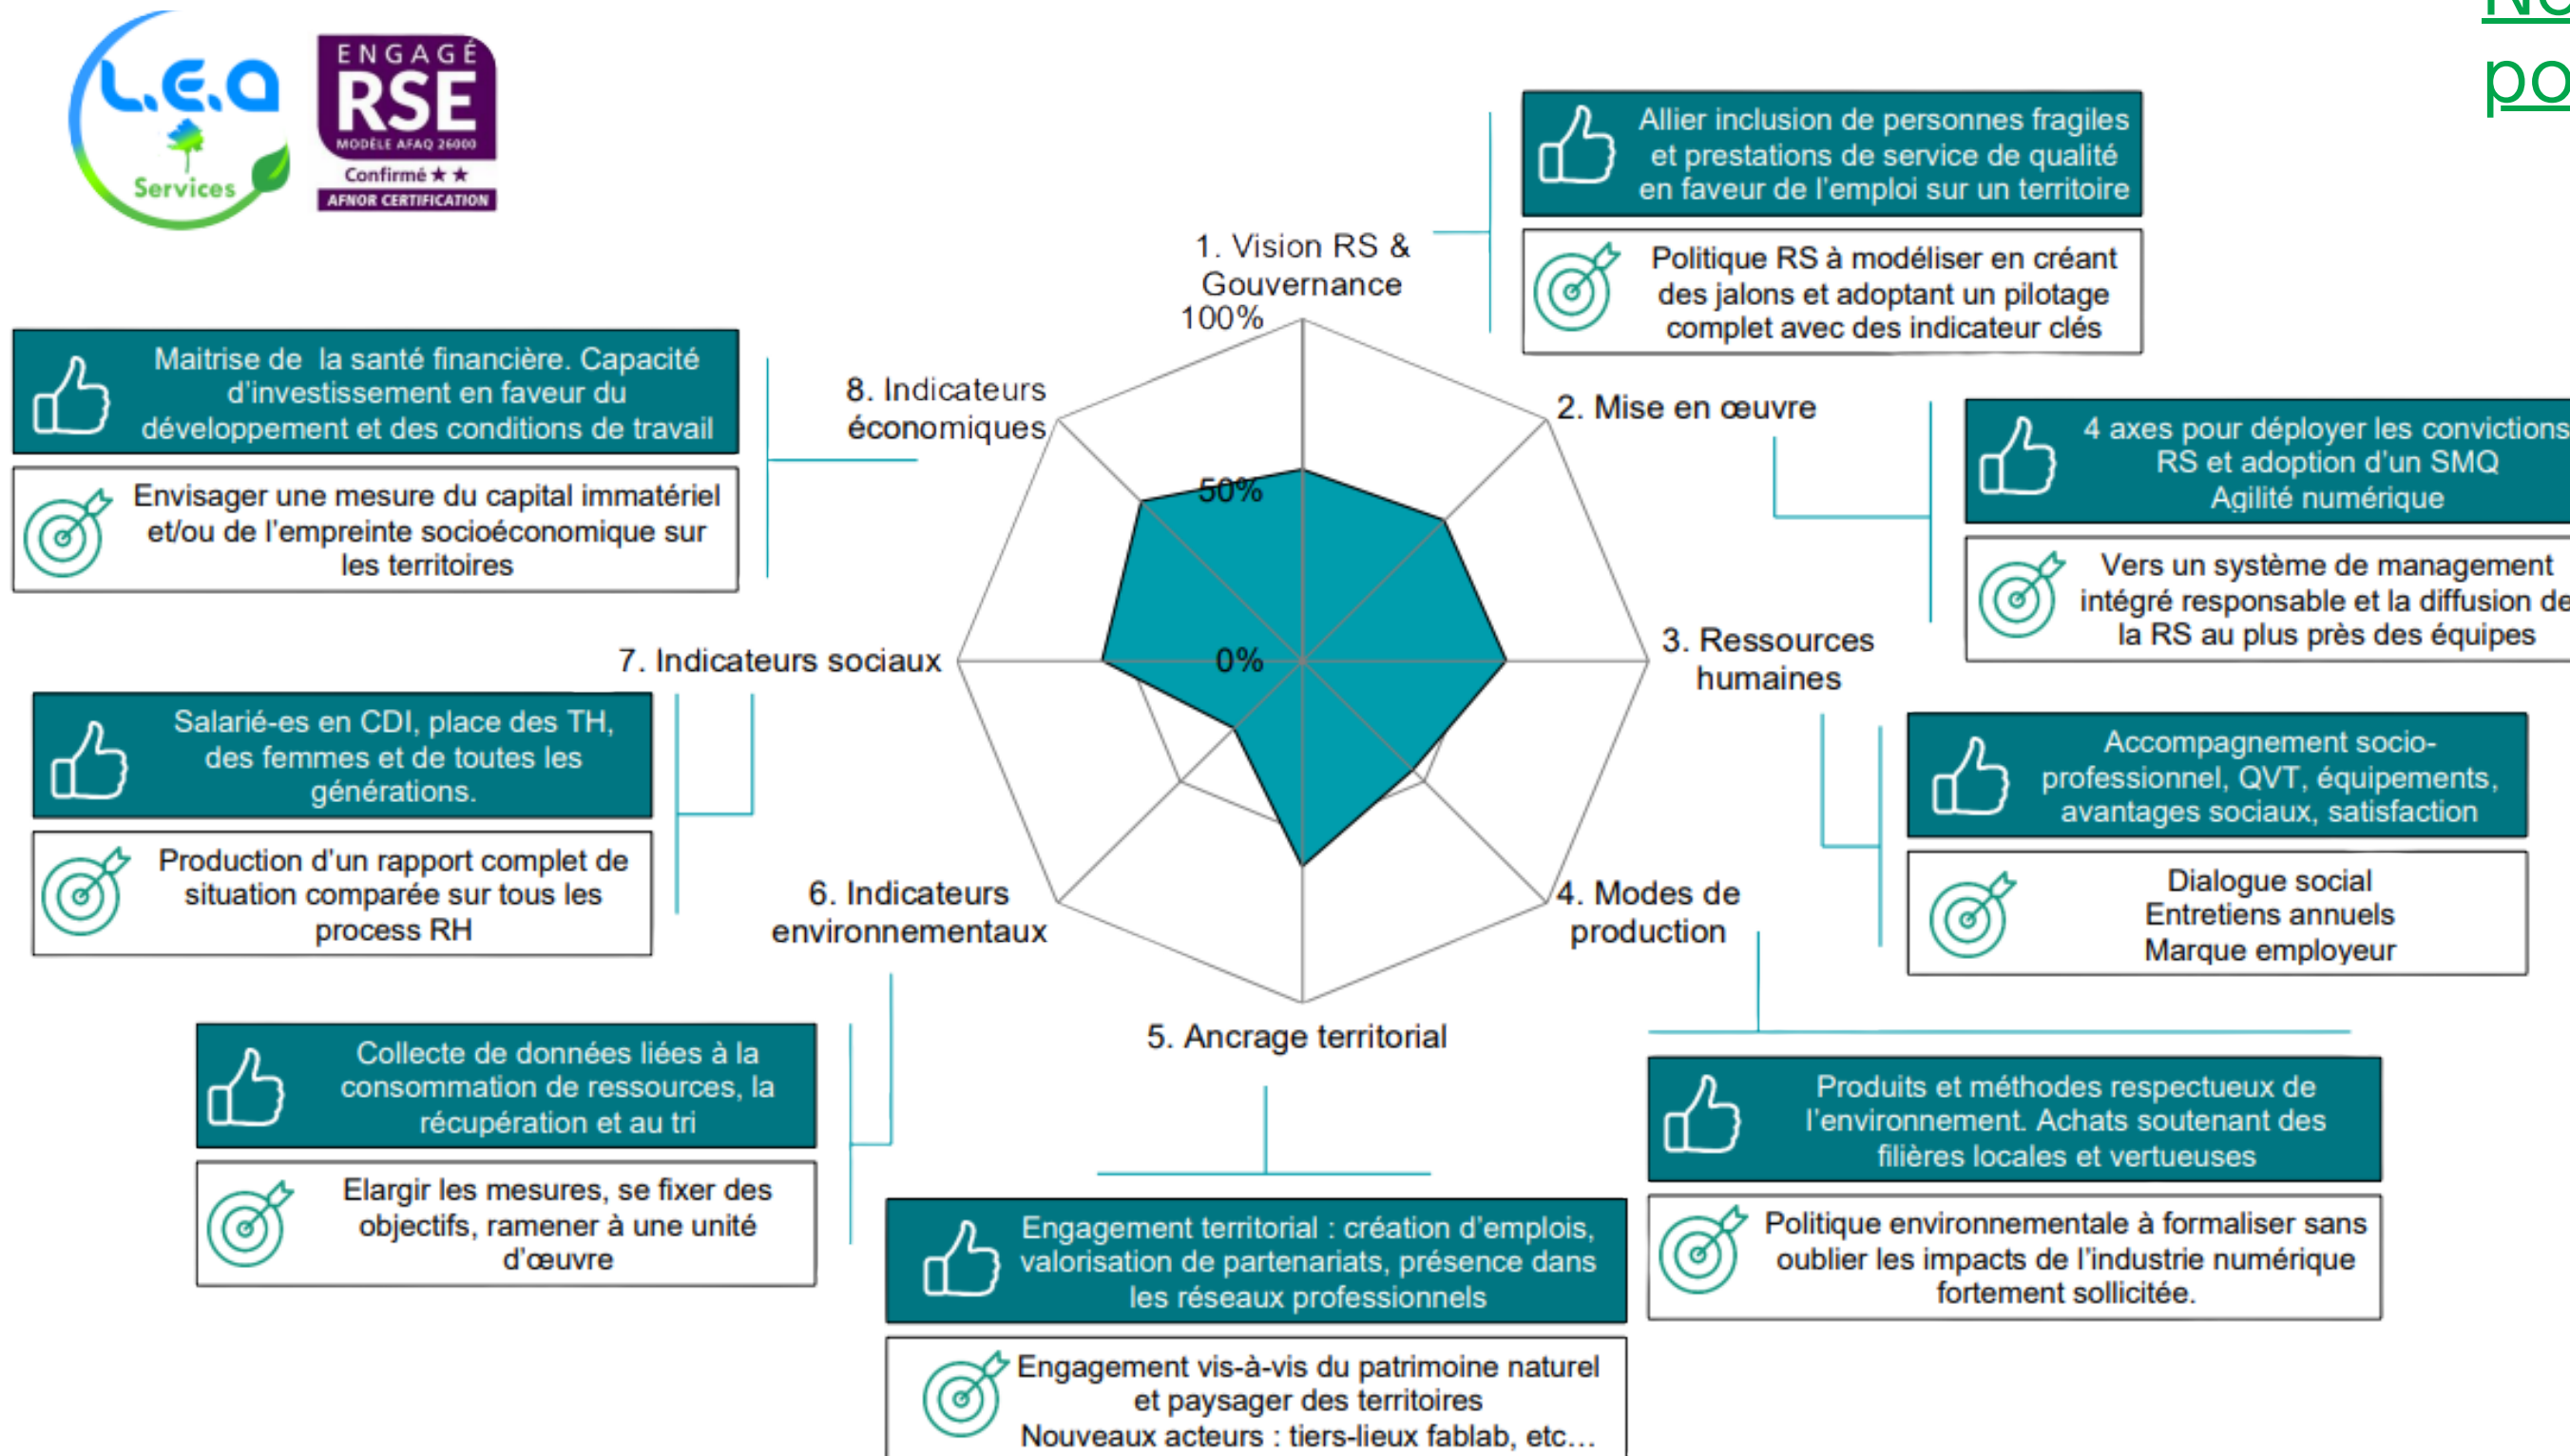 L.E.A
Services
ENGAGÉ
RSE
MODÈLE AFAQ 26000
Confirmé ★ ★
AFNOR CERTIFICATION
Allier inclusion de personnes fragiles
et prestations de service de qualité
en faveur de l'emploi sur un territoire
Politique RS à modéliser en créant
des jalons et adoptant un pilotage
complet avec des indicateur clés
1. Vision RS &
Gouvernance
100%
50%
0%
2. Mise en œuvre
4 axes pour déployer les convictions
RS et adoption d'un SMQ
Agilité numérique
Vers un système de management
intégré responsable et la diffusion de
la RS au plus près des équipes
3. Ressources
humaines
Accompagnement socio-
professionnel, QVT, équipements,
avantages sociaux, satisfaction
Dialogue social
Entretiens annuels
Marque employeur
4. Modes de
production
Produits et méthodes respectueux de
l'environnement. Achats soutenant des
filières locales et vertueuses
Politique environnementale à formaliser sans
oublier les impacts de l'industrie numérique
fortement sollicitée.
5. Ancrage territorial
Engagement territorial : création d'emplois,
valorisation de partenariats, présence dans
les réseaux professionnels
Engagement vis-à-vis du patrimoine naturel
et paysager des territoires
Nouveaux acteurs : tiers-lieux fablab, etc…
6. Indicateurs
environnementaux
Collecte de données liées à la
consommation de ressources, la
récupération et au tri
Elargir les mesures, se fixer des
objectifs, ramener à une unité
d'œuvre
7. Indicateurs sociaux
Salarié-es en CDI, place des TH,
des femmes et de toutes les
générations.
Production d'un rapport complet de
situation comparée sur tous les
process RH
8. Indicateurs
économiques
Maitrise de  la santé financière. Capacité
d'investissement en faveur du
développement et des conditions de travail
Envisager une mesure du capital immatériel
et/ou de l'empreinte socioéconomique sur
les territoires